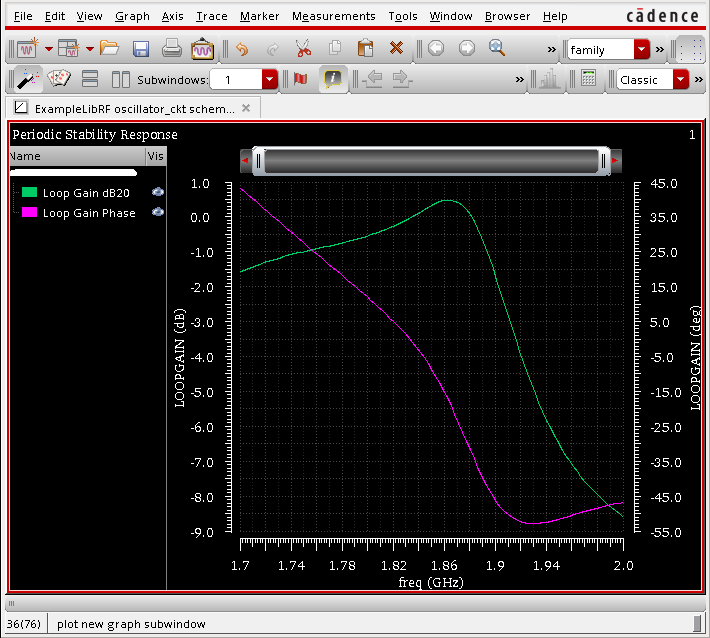 File Edit View Graph Axis Trace Marker Measurements Tools Window Browser Help cādence
» family »
Subwindows: 1 » Classic »
ExampleLibRF oscillator_ckt schem...
Periodic Stability Response 1
Name Vis
Loop Gain dB20
Loop Gain Phase
1.0 45.0
0.0 35.0
-1.0 25.0
-2.0 15.0
-3.0 5.0
-4.0 -5.0
-5.0 -15.0
-6.0 -25.0
-7.0 -35.0
-8.0 -45.0
-9.0 -55.0
LOOPGAIN (dB)
LOOPGAIN (deg)
1.7 1.74 1.78 1.82 1.86 1.9 1.94 2.0
freq (GHz)
36(76) plot new graph subwindow